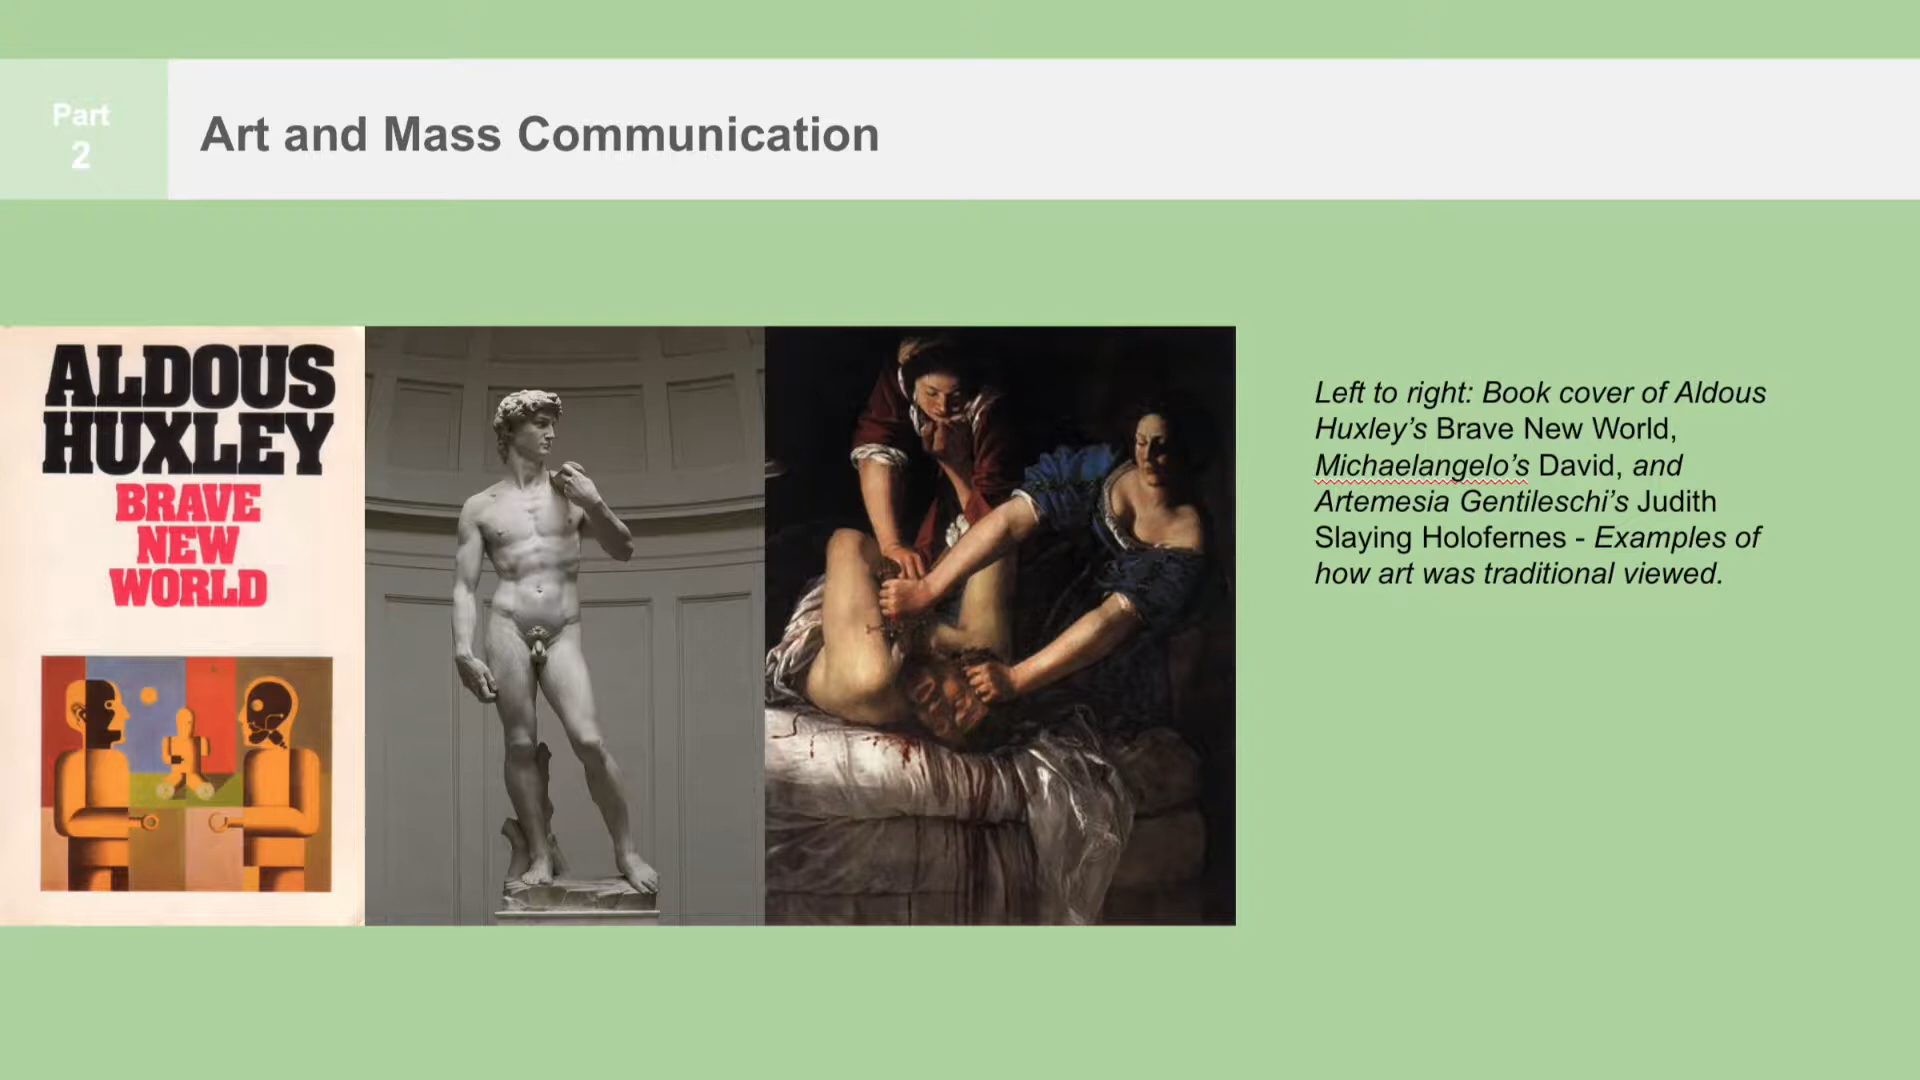 Part
2
Art and Mass Communication
ALDOUS
HUXLEY
BRAVE
NEW
WORLD
Left to right: Book cover of Aldous
Huxley’s Brave New World,
Michaelangelo’s David, and
Artemesia Gentileschi’s Judith
Slaying Holofernes - Examples of
how art was traditional viewed.